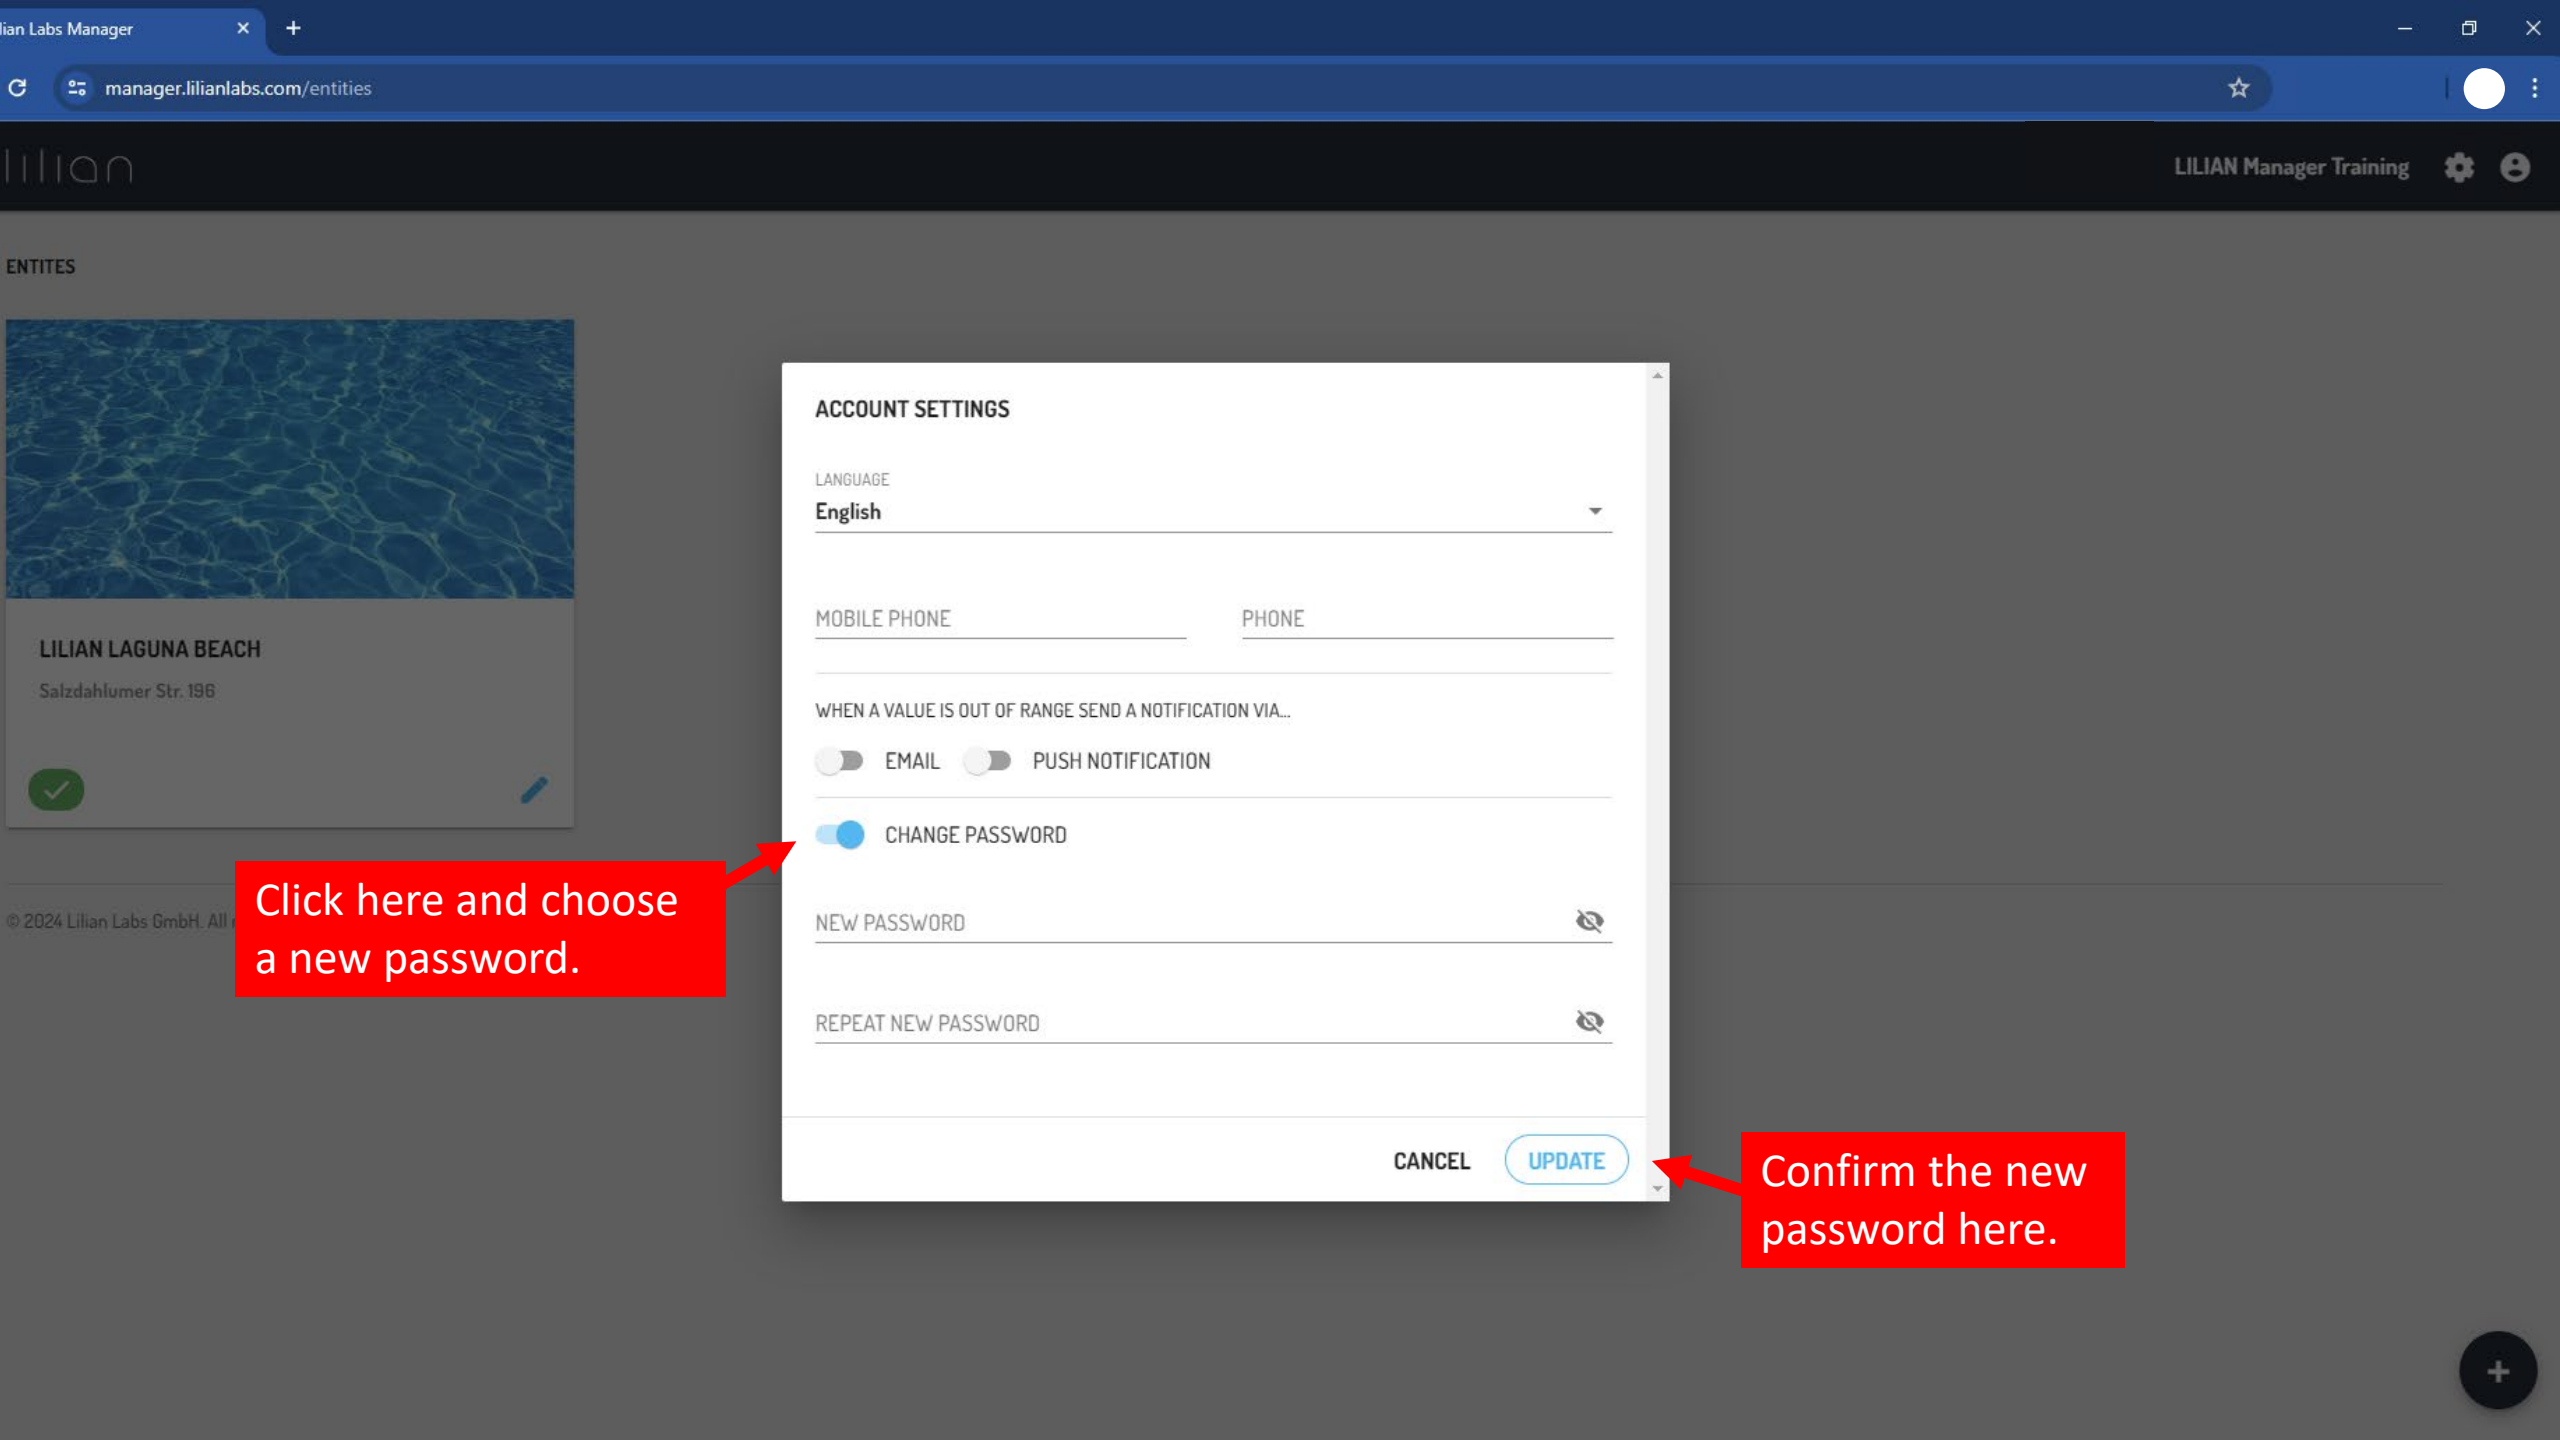 lian Labs Manager
manager.lilianlabs.com/entities
lilian
LILIAN Manager Training
ENTITES
LILIAN LAGUNA BEACH
Salzdahlumer Str. 196
© 2024 Lilian Labs GmbH. All
ACCOUNT SETTINGS
LANGUAGE
English
MOBILE PHONE
PHONE
WHEN A VALUE IS OUT OF RANGE SEND A NOTIFICATION VIA...
EMAIL
PUSH NOTIFICATION
CHANGE PASSWORD
Click here and choose
a new password.
NEW PASSWORD
REPEAT NEW PASSWORD
CANCEL
UPDATE
Confirm the new
password here.